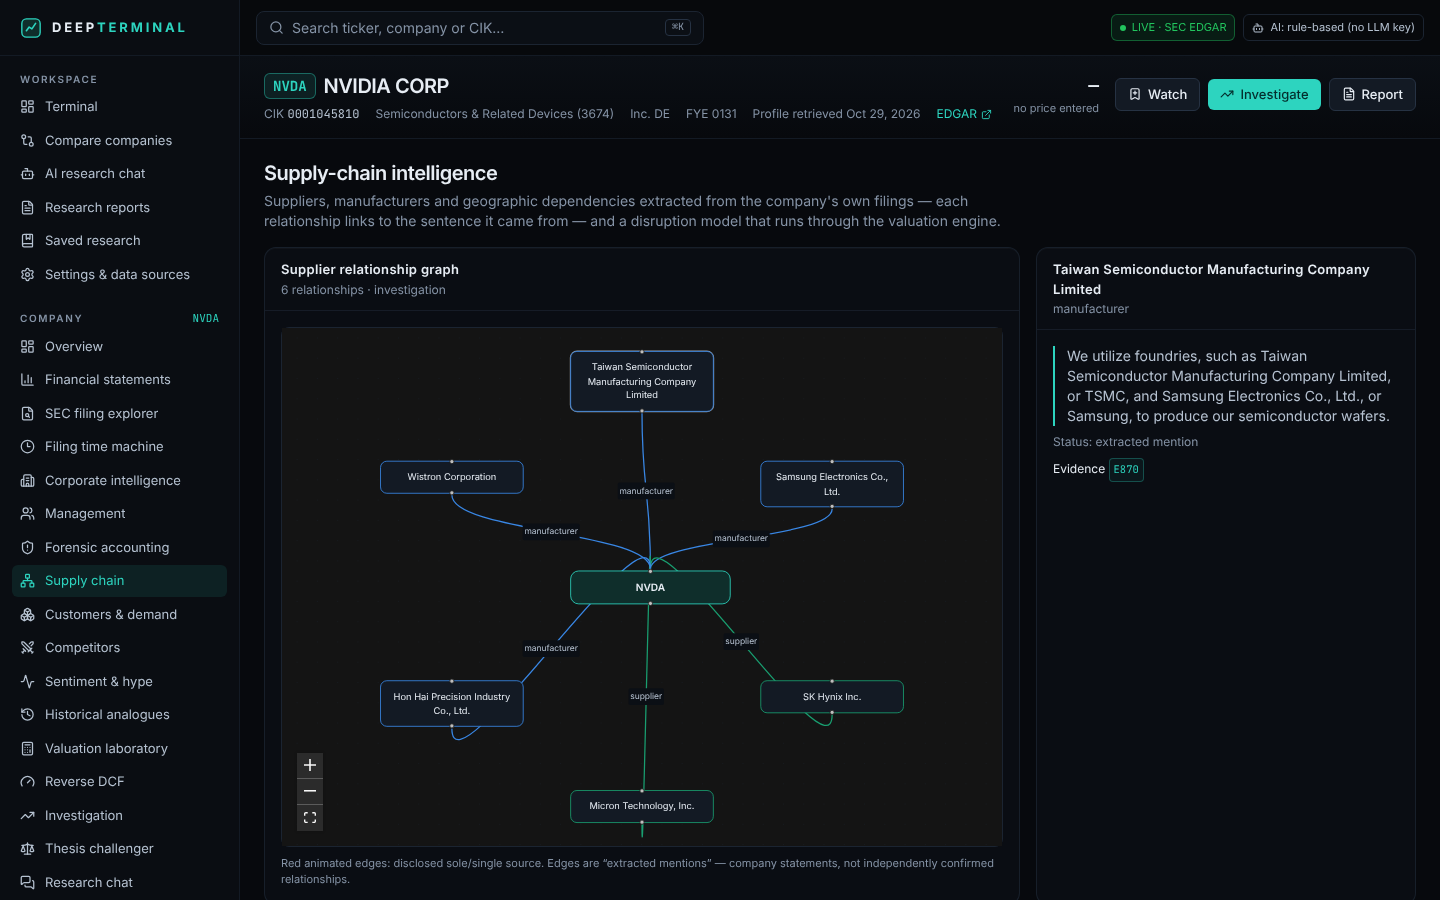 DEEPTERMINAL
Search ticker, company or CIK...
⌘K
LIVE · SEC EDGAR
AI: rule-based (no LLM key)
WORKSPACE
Terminal
Compare companies
AI research chat
Research reports
Saved research
Settings & data sources
COMPANY
NVDA
Overview
Financial statements
SEC filing explorer
Filing time machine
Corporate intelligence
Management
Forensic accounting
Supply chain
Customers & demand
Competitors
Sentiment & hype
Historical analogues
Valuation laboratory
Reverse DCF
Investigation
Thesis challenger
Research chat
NVDA
NVIDIA CORP
CIK 0001045810
Semiconductors & Related Devices (3674)
Inc. DE
FYE 0131
Profile retrieved Oct 29, 2026
EDGAR
—
no price entered
Watch
Investigate
Report
Supply-chain intelligence
Suppliers, manufacturers and geographic dependencies extracted from the company's own filings — each
relationship links to the sentence it came from — and a disruption model that runs through the valuation engine.
Supplier relationship graph
6 relationships · investigation
Taiwan Semiconductor
Manufacturing Company
Limited
Wistron Corporation
Samsung Electronics Co.,
Ltd.
manufacturer
manufacturer
manufacturer
NVDA
manufacturer
supplier
Hon Hai Precision Industry
Co., Ltd.
supplier
SK Hynix Inc.
Micron Technology, Inc.
Red animated edges: disclosed sole/single source. Edges are “extracted mentions” — company statements, not independently confirmed
relationships.
Taiwan Semiconductor Manufacturing Company
Limited
manufacturer
We utilize foundries, such as Taiwan
Semiconductor Manufacturing Company Limited,
or TSMC, and Samsung Electronics Co., Ltd., or
Samsung, to produce our semiconductor wafers.
Status: extracted mention
Evidence E870